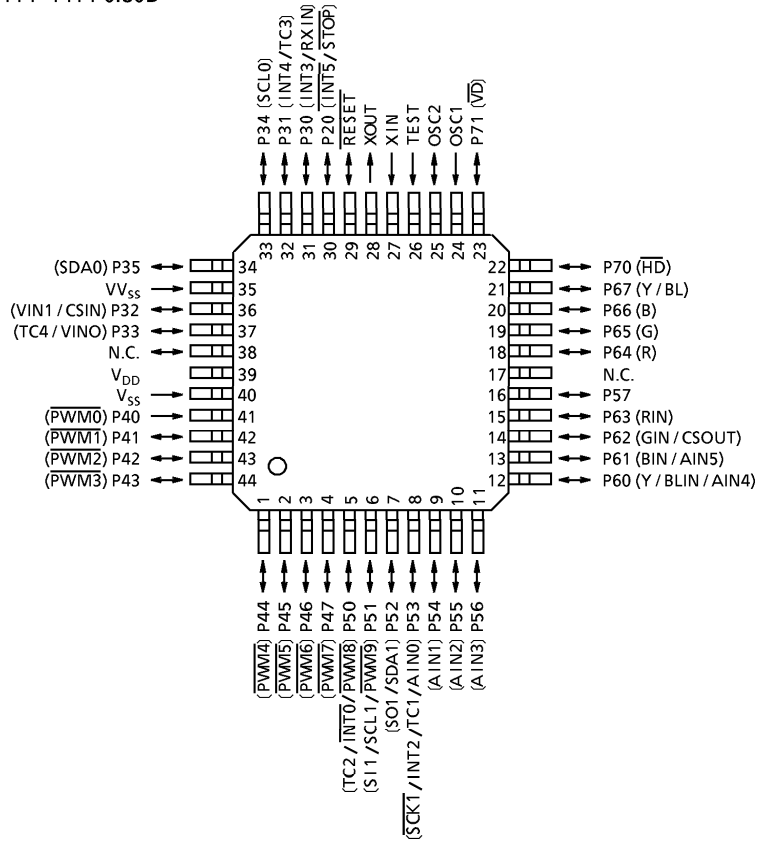 0.80D
P34 (SCL0)
P31 (INT4/TC3)
P30 (INT3/RXIN)
P20 (INT5/STOP)
RESET
XOUT
XIN
TEST
OSC2
OSC1
P71 (VD)
33 32 31 30 29 28 27 26 25 24 23
(SDA0) P35 34
VVSS 35
(VIN1 / CSIN) P32 36
(TC4 / VINO) P33 37
N.C. 38
VDD 39
VSS 40
(PWM0) P40 41
(PWM1) P41 42
(PWM2) P42 43
(PWM3) P43 44
22 P70 (HD)
21 P67 (Y / BL)
20 P66 (B)
19 P65 (G)
18 P64 (R)
17 N.C.
16 P57
15 P63 (RIN)
14 P62 (GIN / CSOUT)
13 P61 (BIN / AIN5)
12 P60 (Y / BLIN / AIN4)
1 2 3 4 5 6 7 8 9 10 11
(PWM4) P44
(PWM5) P45
(PWM6) P46
(PWM7) P47
(TC2/INT0/PWM8) P50
(SI1/SCL1/PWM9) P51
(SO1/SDA1) P52
(SCK1/INT2/TC1/AIN0) P53
(AIN1) P54
(AIN2) P55
(AIN3) P56